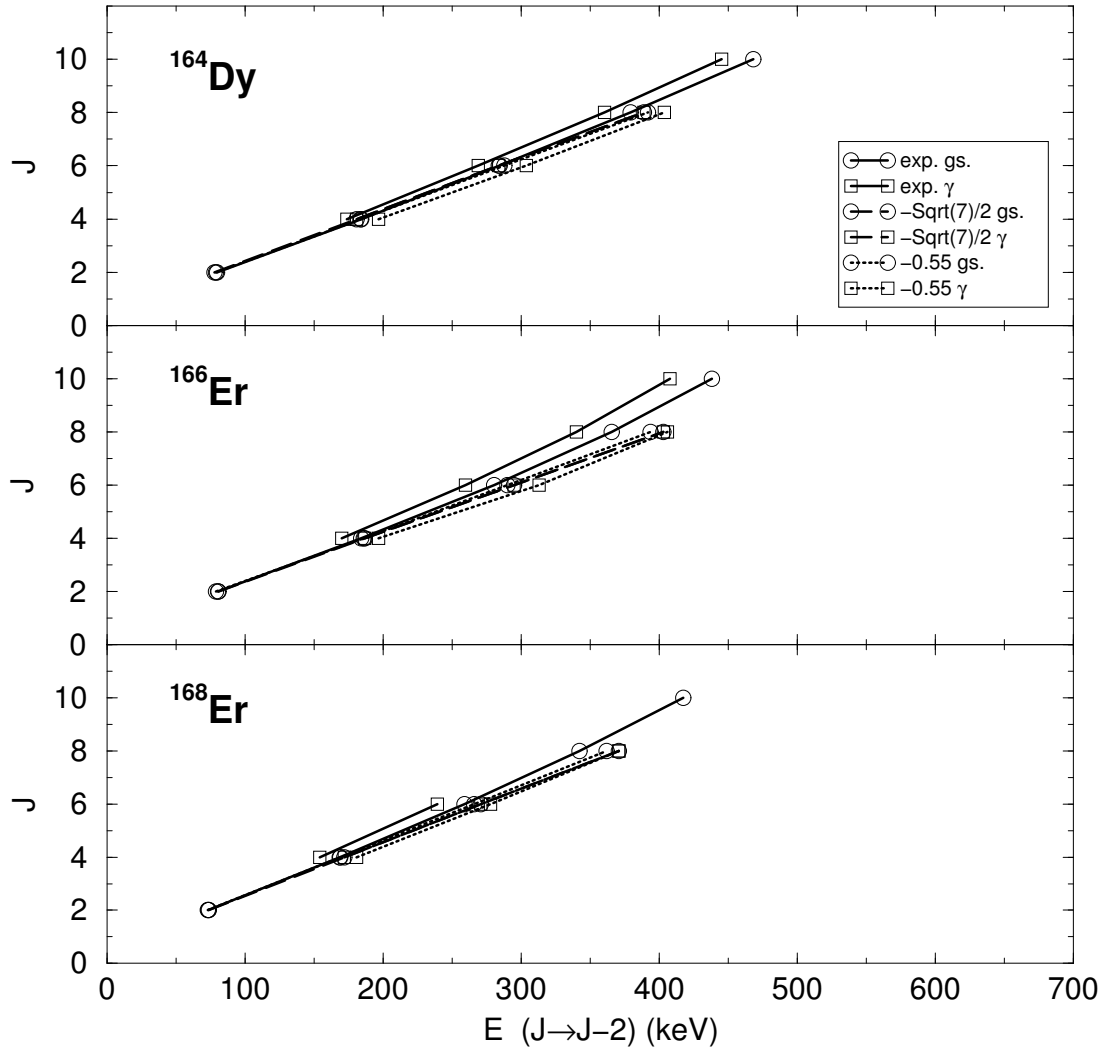 10
¹⁶⁴Dy
8
J
6
4
2
0
exp. gs.
exp. γ
−Sqrt(7)/2 gs.
−Sqrt(7)/2 γ
−0.55 gs.
−0.55 γ
10
¹⁶⁶Er
8
J
6
4
2
0
10
¹⁶⁸Er
8
J
6
4
2
0
0 100 200 300 400 500 600 700
E (J→J−2) (keV)